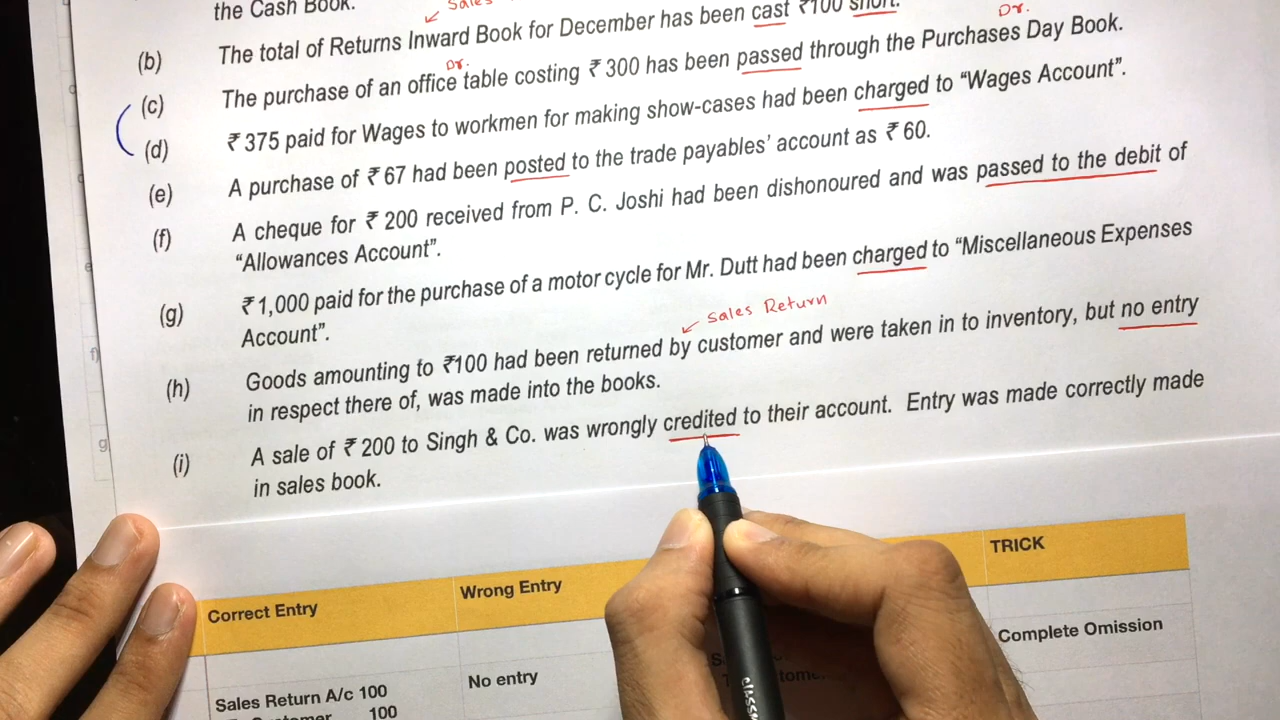 the Cash Book.
Sales
(b) The total of Returns Inward Book for December has been cast ₹100 short.
Dr.
Dr.
(c) The purchase of an office table costing ₹ 300 has been passed through the Purchases Day Book.
(d) ₹ 375 paid for Wages to workmen for making show-cases had been charged to “Wages Account”.
(e) A purchase of ₹ 67 had been posted to the trade payables’ account as ₹ 60.
(f) A cheque for ₹ 200 received from P. C. Joshi had been dishonoured and was passed to the debit of
“Allowances Account”.
(g) ₹ 1,000 paid for the purchase of a motor cycle for Mr. Dutt had been charged to “Miscellaneous Expenses
Account”.
Sales Return
(h) Goods amounting to ₹100 had been returned by customer and were taken in to inventory, but no entry
in respect there of, was made into the books.
(i) A sale of ₹ 200 to Singh & Co. was wrongly credited to their account. Entry was made correctly made
in sales book.
Correct Entry Wrong Entry TRICK
Sales Return A/c 100 No entry Complete Omission
Customer 100
classm